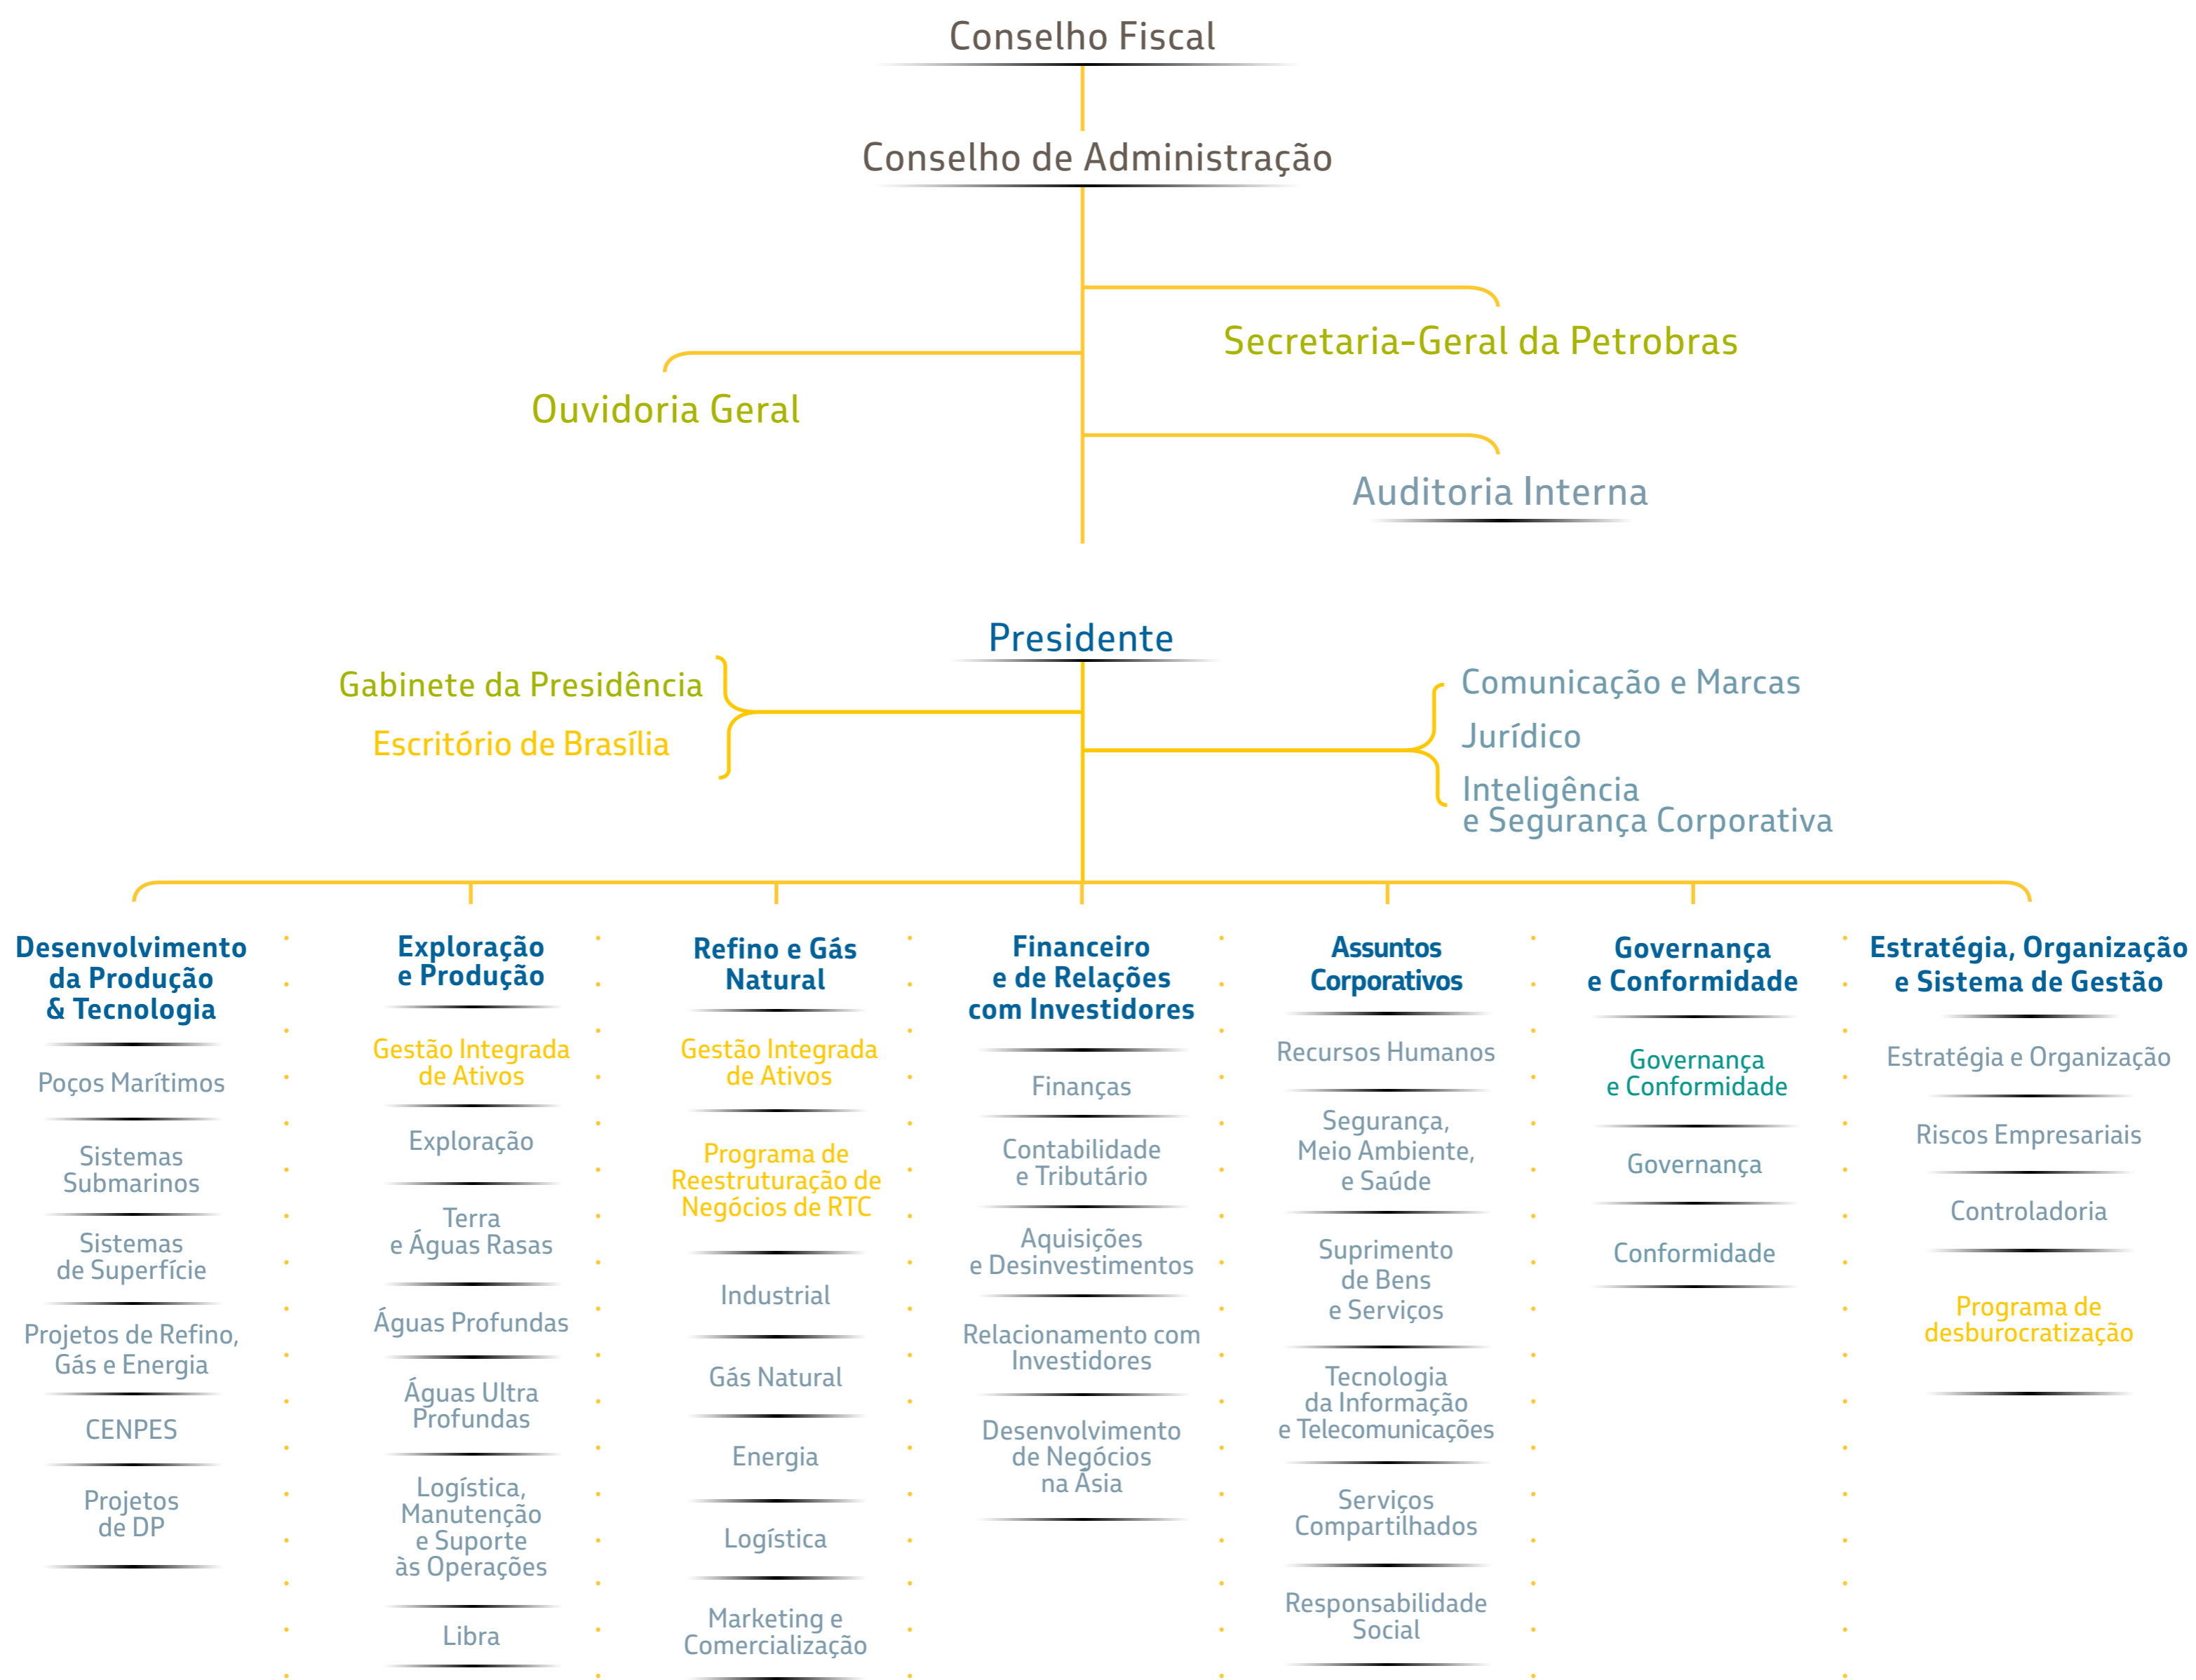 Conselho Fiscal
Conselho de Administração
Secretaria-Geral da Petrobras
Ouvidoria Geral
Auditoria Interna
Presidente
Gabinete da Presidência
Escritório de Brasília
Comunicação e Marcas
Jurídico
Inteligência
e Segurança Corporativa
Desenvolvimento
da Produção
& Tecnologia
Poços Marítimos
Sistemas
Submarinos
Sistemas
de Superfície
Projetos de Refino,
Gás e Energia
CENPES
Projetos
de DP
Exploração
e Produção
Gestão Integrada
de Ativos
Exploração
Terra
e Águas Rasas
Águas Profundas
Águas Ultra
Profundas
Logística,
Manutenção
e Suporte
às Operações
Libra
Refino e Gás
Natural
Gestão Integrada
de Ativos
Programa de
Reestruturação de
Negócios de RTC
Industrial
Gás Natural
Energia
Logística
Marketing e
Comercialização
Financeiro
e de Relações
com Investidores
Finanças
Contabilidade
e Tributário
Aquisições
e Desinvestimentos
Relacionamento com
Investidores
Desenvolvimento
de Negócios
na Ásia
Assuntos
Corporativos
Recursos Humanos
Segurança,
Meio Ambiente,
e Saúde
Suprimento
de Bens
e Serviços
Tecnologia
da Informação
e Telecomunicações
Serviços
Compartilhados
Responsabilidade
Social
Governança
e Conformidade
Governança
e Conformidade
Governança
Conformidade
Estratégia, Organização
e Sistema de Gestão
Estratégia e Organização
Riscos Empresariais
Controladoria
Programa de
desburocratização